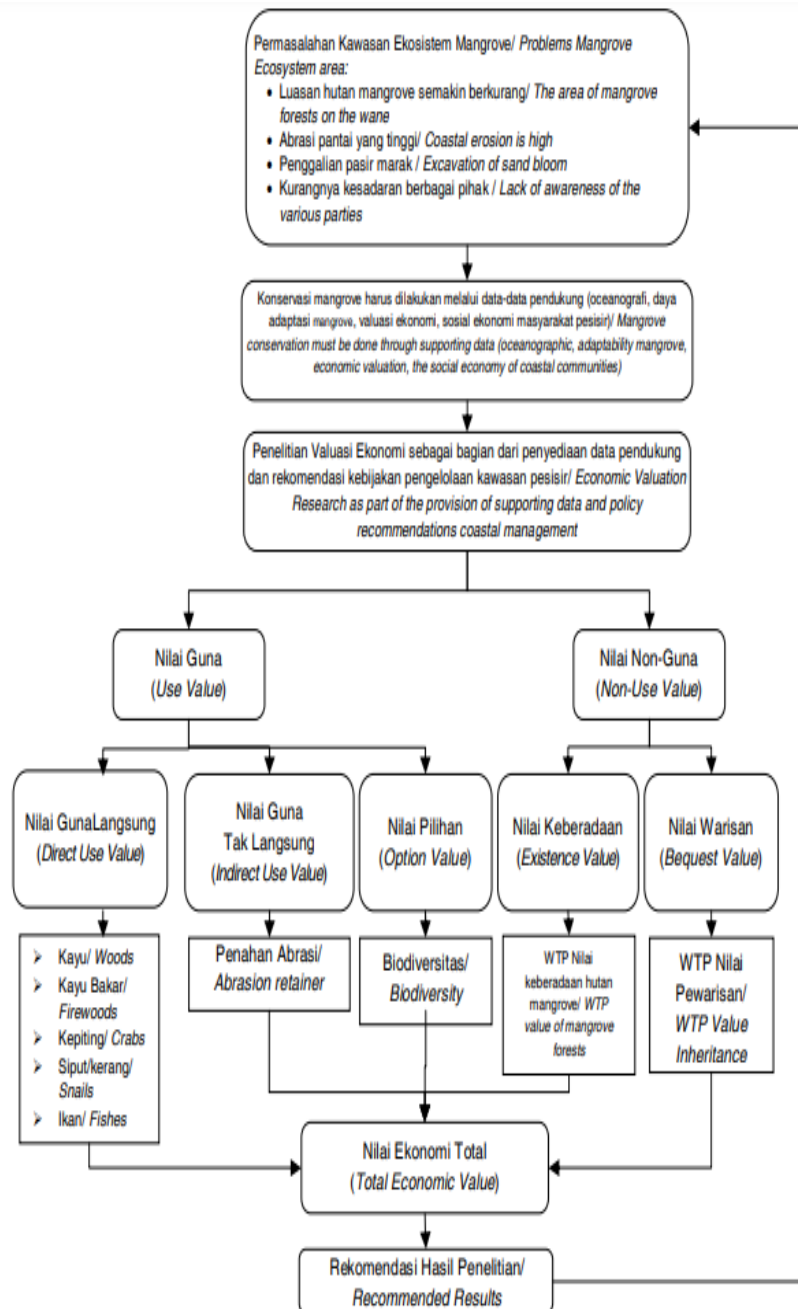 Permasalahan Kawasan Ekosistem Mangrove/ Problems Mangrove
Ecosystem area:
• Luasan hutan mangrove semakin berkurang/ The area of mangrove
forests on the wane
• Abrasi pantai yang tinggi/ Coastal erosion is high
• Penggalian pasir marak / Excavation of sand bloom
• Kurangnya kesadaran berbagai pihak / Lack of awareness of the
various parties
Konservasi mangrove harus dilakukan melalui data-data pendukung (oceanografi, daya
adaptasi mangrove, valuasi ekonomi, sosial ekonomi masyarakat pesisir)/ Mangrove
conservation must be done through supporting data (oceanographic, adaptability mangrove,
economic valuation, the social economy of coastal communities)
Penelitian Valuasi Ekonomi sebagai bagian dari penyediaan data pendukung
dan rekomendasi kebijakan pengelolaan kawasan pesisir/ Economic Valuation
Research as part of the provision of supporting data and policy
recommendations coastal management
Nilai Guna
(Use Value)
Nilai Non-Guna
(Non-Use Value)
Nilai GunaLangsung
(Direct Use Value)
Nilai Guna
Tak Langsung
(Indirect Use Value)
Nilai Pilihan
(Option Value)
Nilai Keberadaan
(Existence Value)
Nilai Warisan
(Bequest Value)
➢ Kayu/ Woods
➢ Kayu Bakar/
Firewoods
➢ Kepiting/ Crabs
➢ Siput/kerang/
Snails
➢ Ikan/ Fishes
Penahan Abrasi/
Abrasion retainer
Biodiversitas/
Biodiversity
WTP Nilai
keberadaan hutan
mangrove/ WTP
value of mangrove
forests
WTP Nilai
Pewarisan/
WTP Value
Inheritance
Nilai Ekonomi Total
(Total Economic Value)
Rekomendasi Hasil Penelitian/
Recommended Results